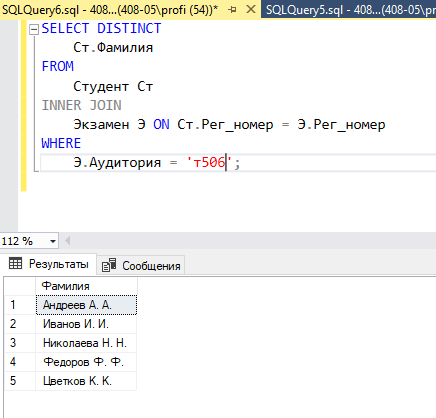 SQLQuery6.sql - 408...(408-05\profi (54))* SQLQuery5.sql - 408...(408-05\pr
SELECT DISTINCT
Ст.Фамилия
FROM
Студент Ст
INNER JOIN
Экзамен Э ON Ст.Рег_номер = Э.Рег_номер
WHERE
Э.Аудитория = 'т506';
112 %
Результаты Сообщения
Фамилия
1 Андреев А. А.
2 Иванов И. И.
3 Николаева Н. Н.
4 Федоров Ф. Ф.
5 Цветков К. К.